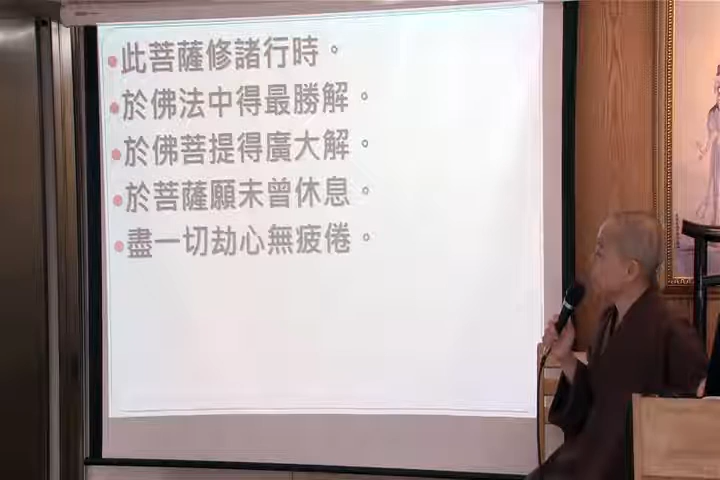 •此菩薩修諸行時。
•於佛法中得最勝解。
•於佛菩提得廣大解。
•於菩薩願未曾休息。
•盡一切劫心無疲倦。